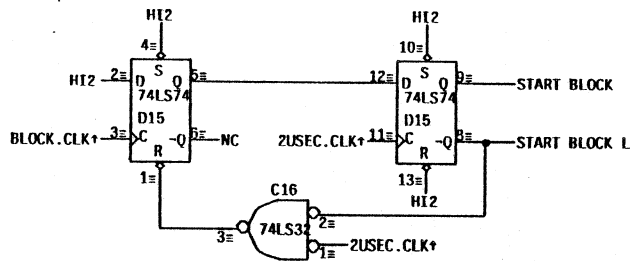 HI2 HI2
4≡ 10≡
HI2 2≡ D S Q 5≡ 12≡ D S Q 9≡ START BLOCK
74LS74 74LS74
D15 D15
BLOCK.CLK↑ 3≡ C -Q 6≡ NC 2USEC.CLK↑ 11≡ C -Q 8≡ START BLOCK L
R R
1≡ 13≡
HI2
C16
3≡ 74LS32 2≡
1≡ 2USEC.CLK↑